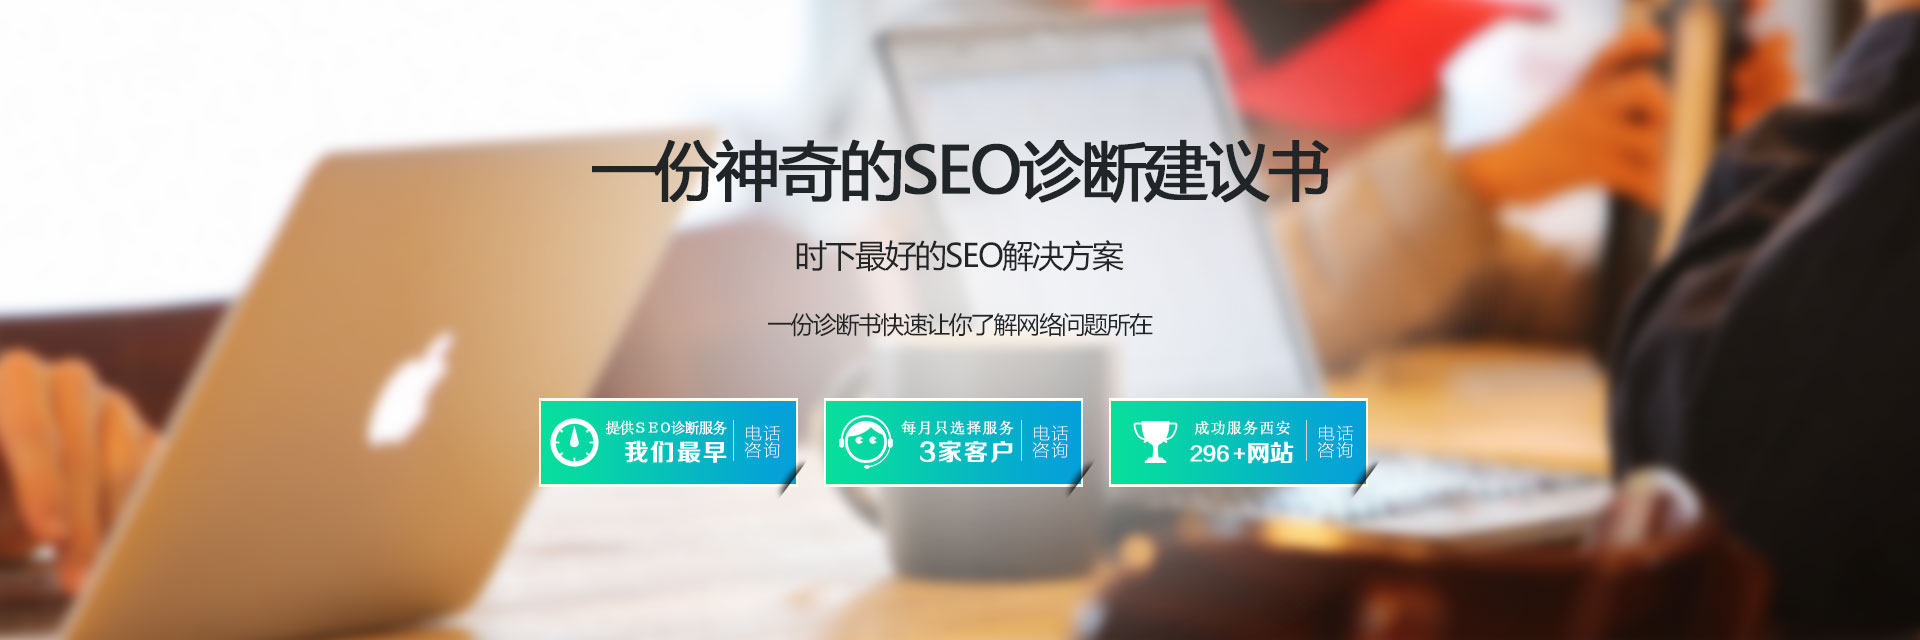 一份神奇的SEO诊断建议书
时下最好的SEO解决方案
一份诊断书快速让你了解网络问题所在
提供SEO诊断服务
我们最早
电话
咨询
每月只选择服务
3家客户
电话
咨询
成功服务西安
296+网站
电话
咨询